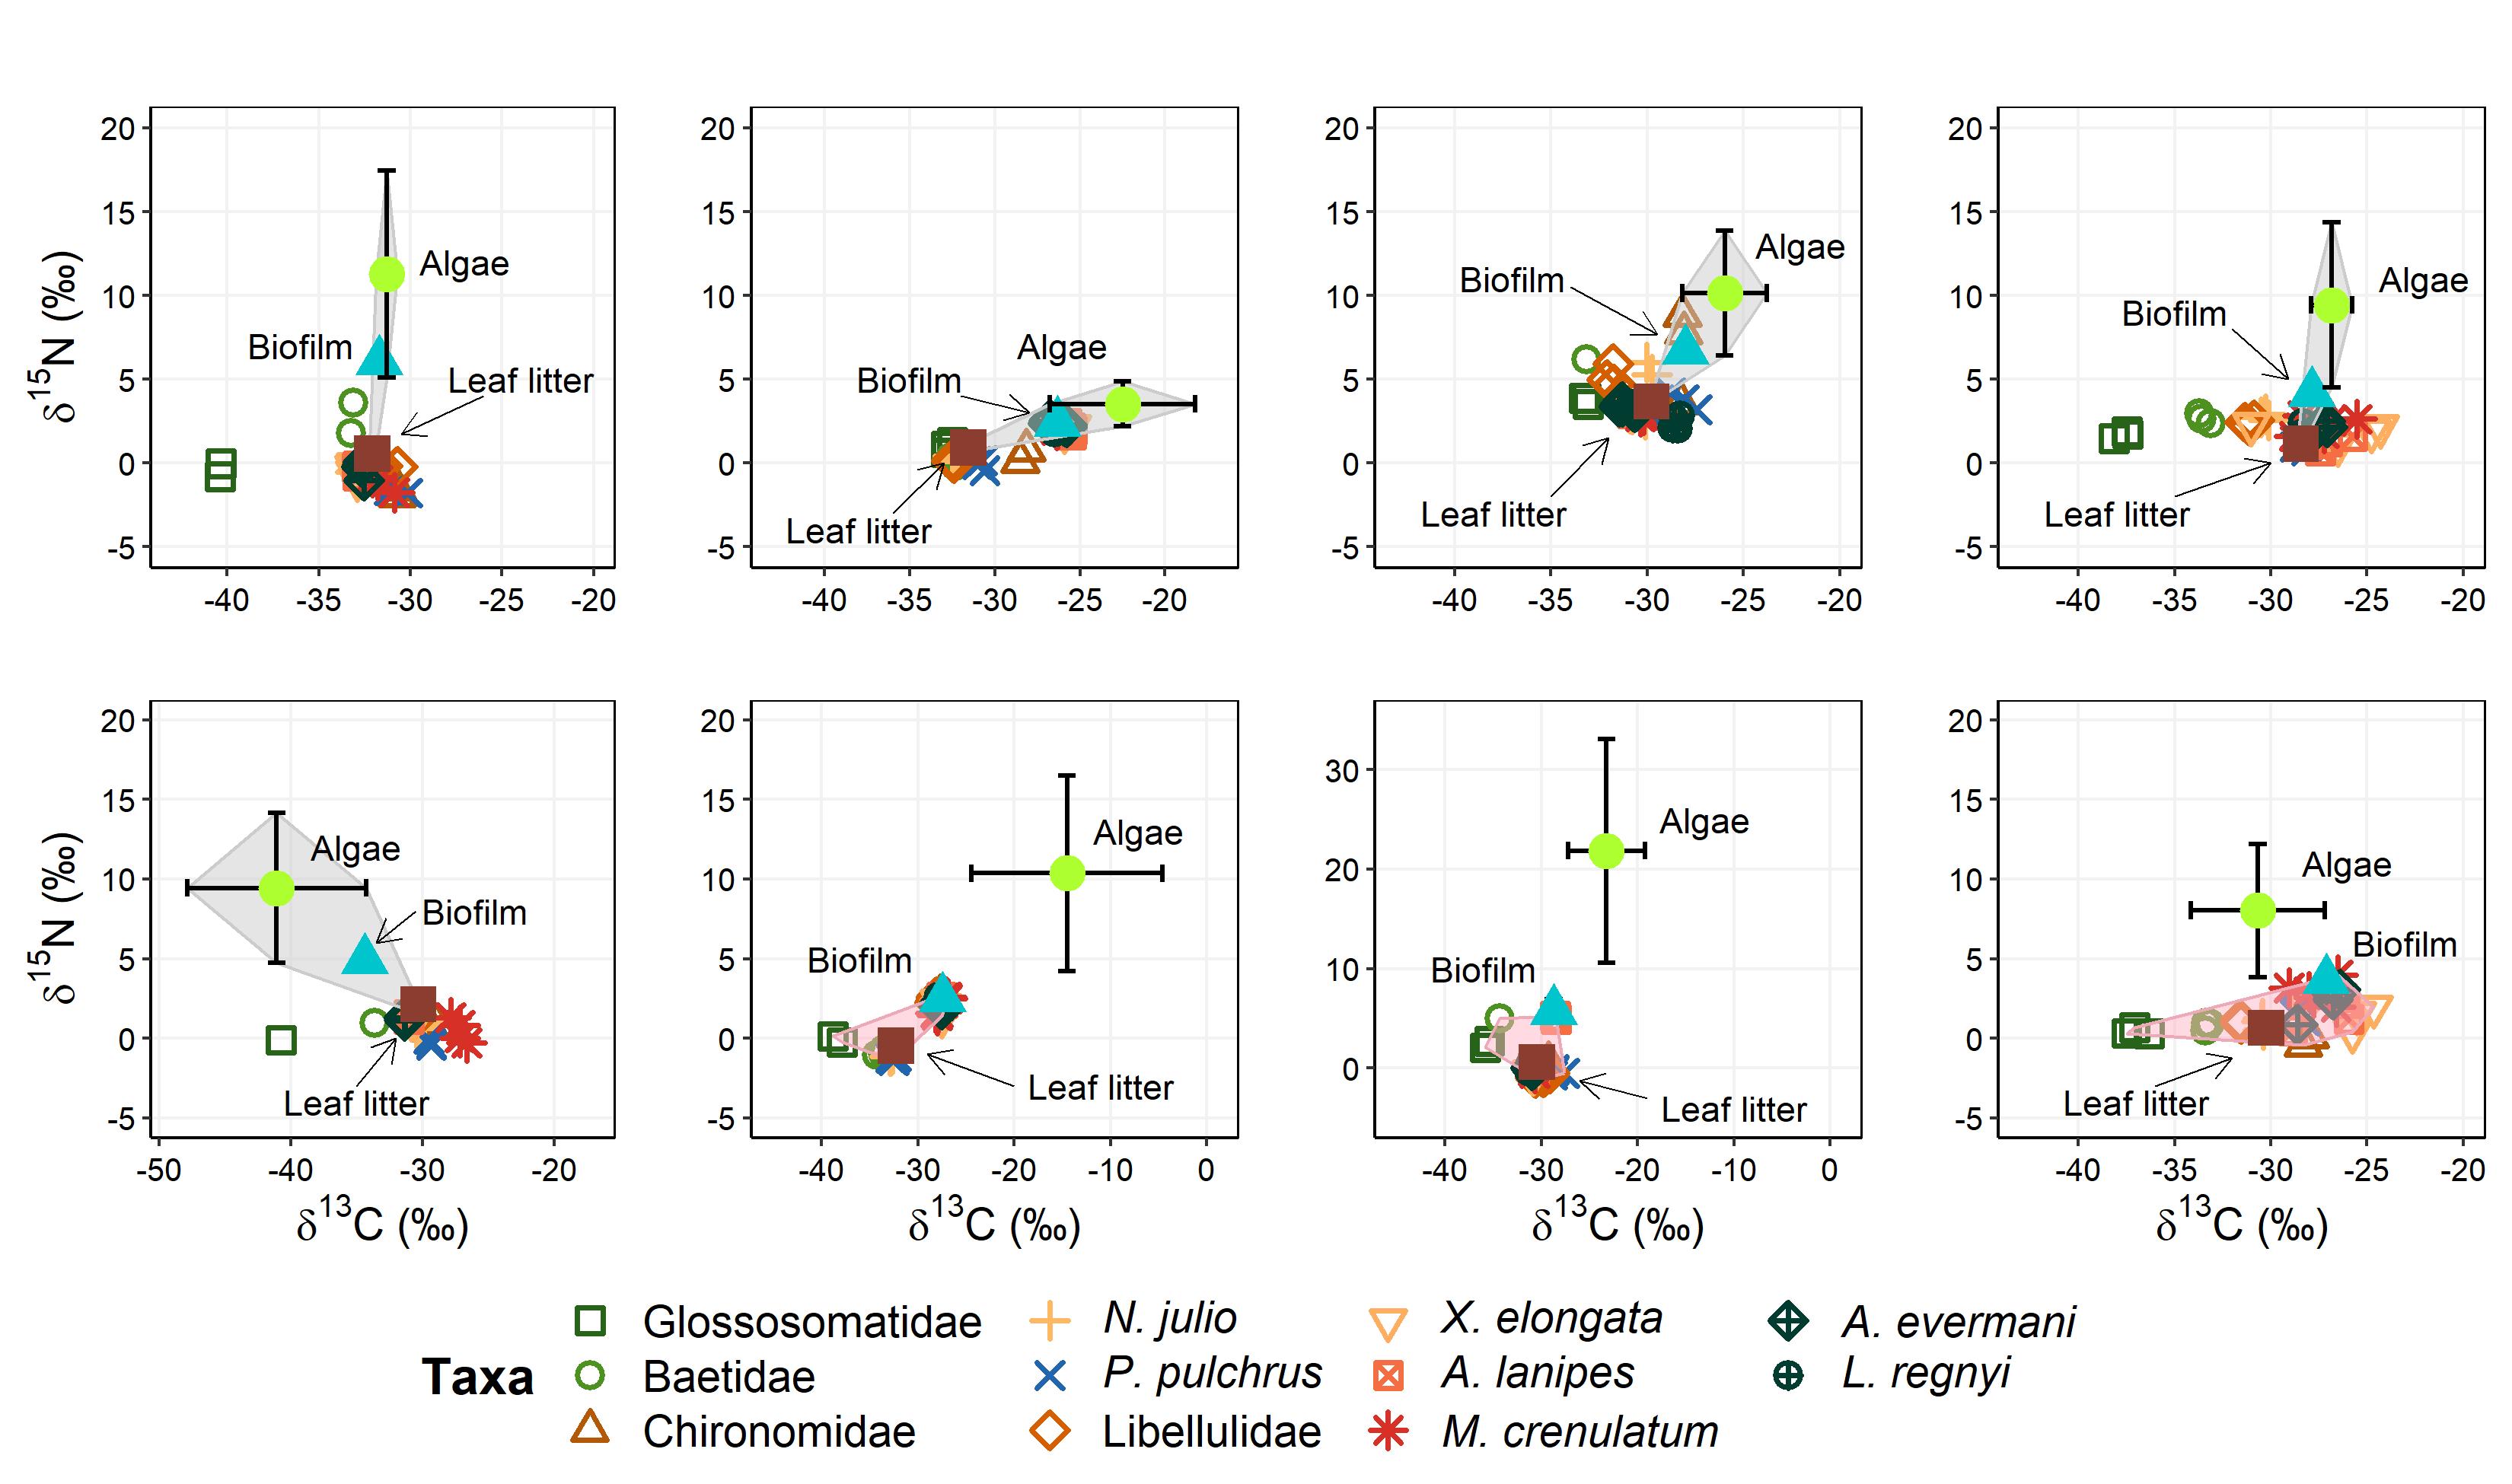 20
15
10
5
0
-5
-40 -35 -30 -25 -20
δ15N (‰)
Algae
Biofilm
Leaf litter
20
15
10
5
0
-5
-40 -35 -30 -25 -20
Algae
Biofilm
Leaf litter
20
15
10
5
0
-5
-40 -35 -30 -25 -20
Algae
Biofilm
Leaf litter
20
15
10
5
0
-5
-40 -35 -30 -25 -20
Algae
Biofilm
Leaf litter
20
15
10
5
0
-5
-50 -40 -30 -20
δ15N (‰)
δ13C (‰)
Algae
Biofilm
Leaf litter
20
15
10
5
0
-5
-40 -30 -20 -10 0
δ13C (‰)
Algae
Biofilm
Leaf litter
30
20
10
0
-40 -30 -20 -10 0
δ13C (‰)
Algae
Biofilm
Leaf litter
20
15
10
5
0
-5
-40 -35 -30 -25 -20
δ13C (‰)
Algae
Biofilm
Leaf litter
Taxa
Glossosomatidae
Baetidae
Chironomidae
N. julio
P. pulchrus
Libellulidae
X. elongata
A. lanipes
M. crenulatum
A. evermani
L. regnyi